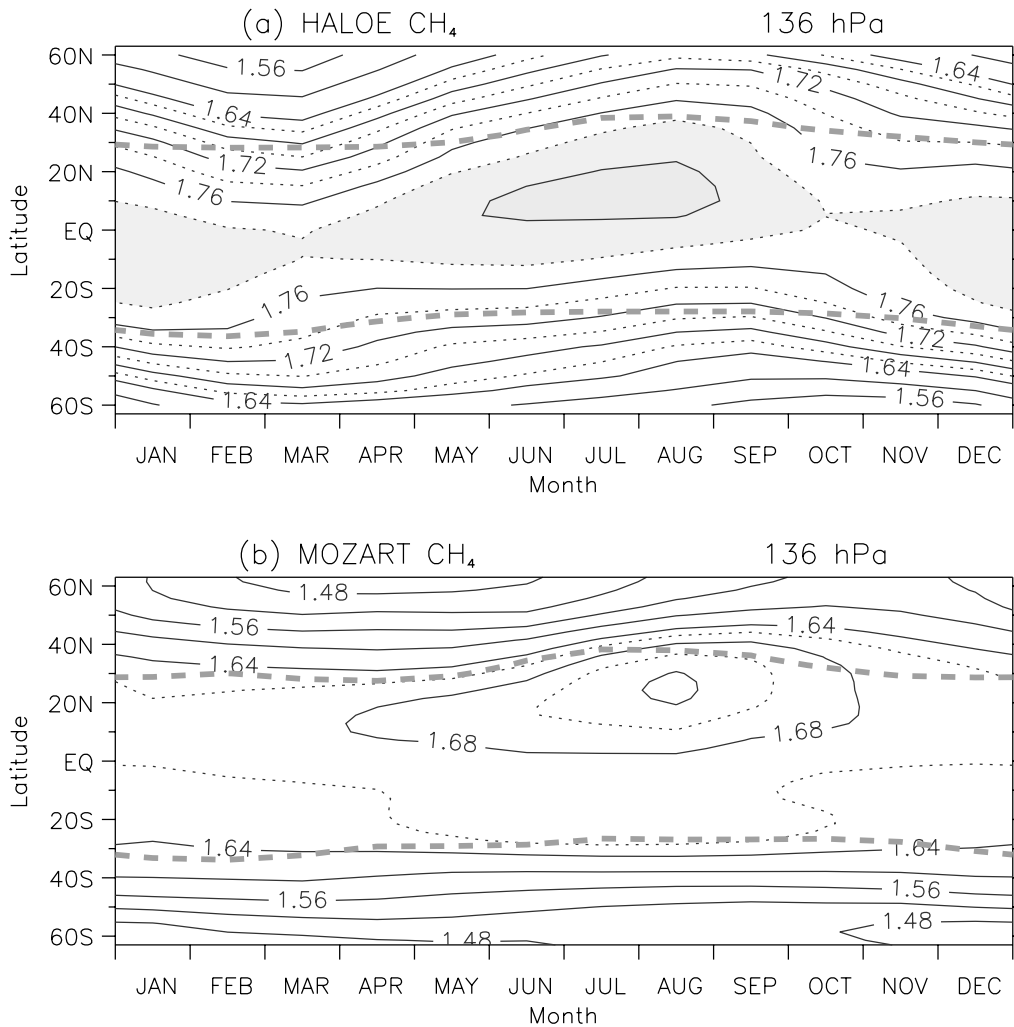 (a) HALOE CH₄ 136 hPa
60N
1.56
1.64
1.72
1.64
40N
1.72
1.76
20N
1.76
Latitude
EQ
20S
1.76
1.76
1.72
40S
1.72
1.64
1.64
1.56
60S
JAN FEB MAR APR MAY JUN JUL AUG SEP OCT NOV DEC
Month
(b) MOZART CH₄ 136 hPa
60N
1.48
1.56
1.64
40N
1.64
20N
1.68
1.68
Latitude
EQ
20S
1.64
1.64
40S
1.56
1.56
1.48
60S
1.48
JAN FEB MAR APR MAY JUN JUL AUG SEP OCT NOV DEC
Month